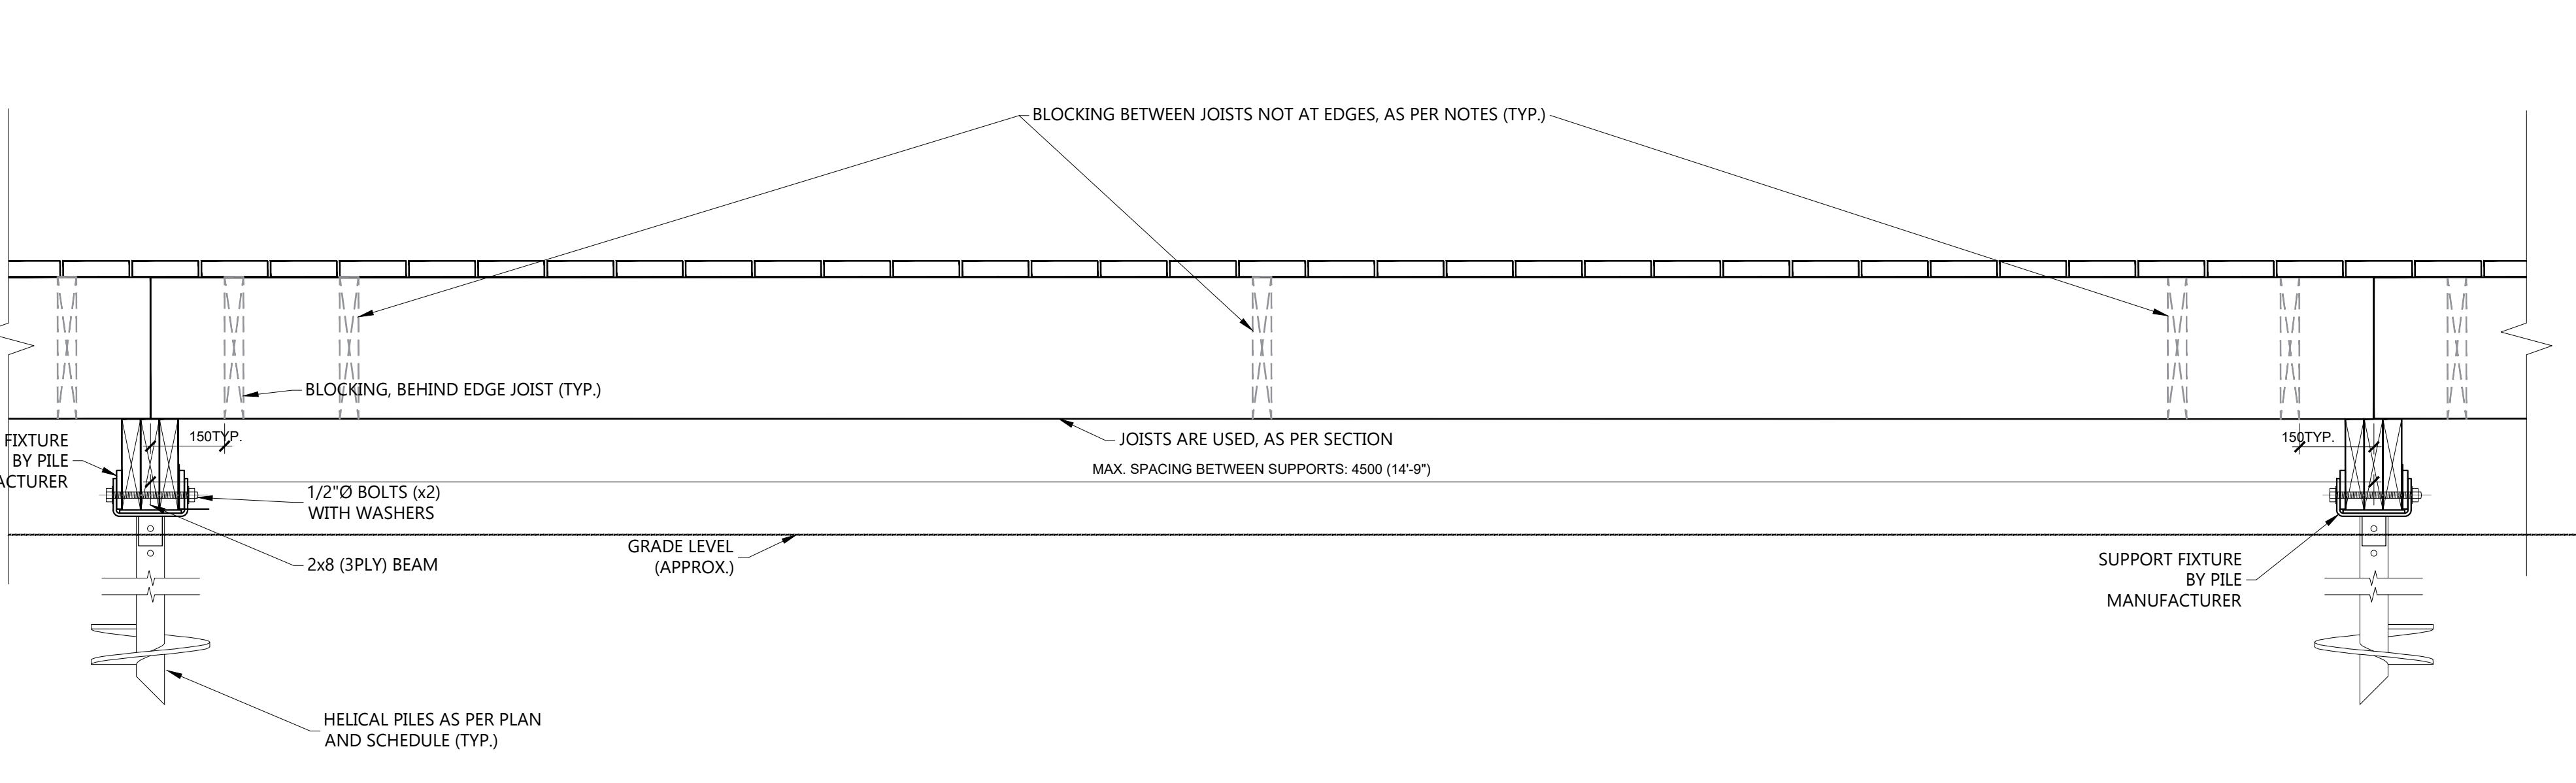 BLOCKING BETWEEN JOISTS NOT AT EDGES, AS PER NOTES (TYP.)
BLOCKING, BEHIND EDGE JOIST (TYP.)
150TYP.
150TYP.
FIXTURE
BY PILE
ACTURER
JOISTS ARE USED, AS PER SECTION
MAX. SPACING BETWEEN SUPPORTS: 4500 (14'-9")
1/2"Ø BOLTS (x2)
WITH WASHERS
2x8 (3PLY) BEAM
GRADE LEVEL
(APPROX.)
SUPPORT FIXTURE
BY PILE
MANUFACTURER
HELICAL PILES AS PER PLAN
AND SCHEDULE (TYP.)